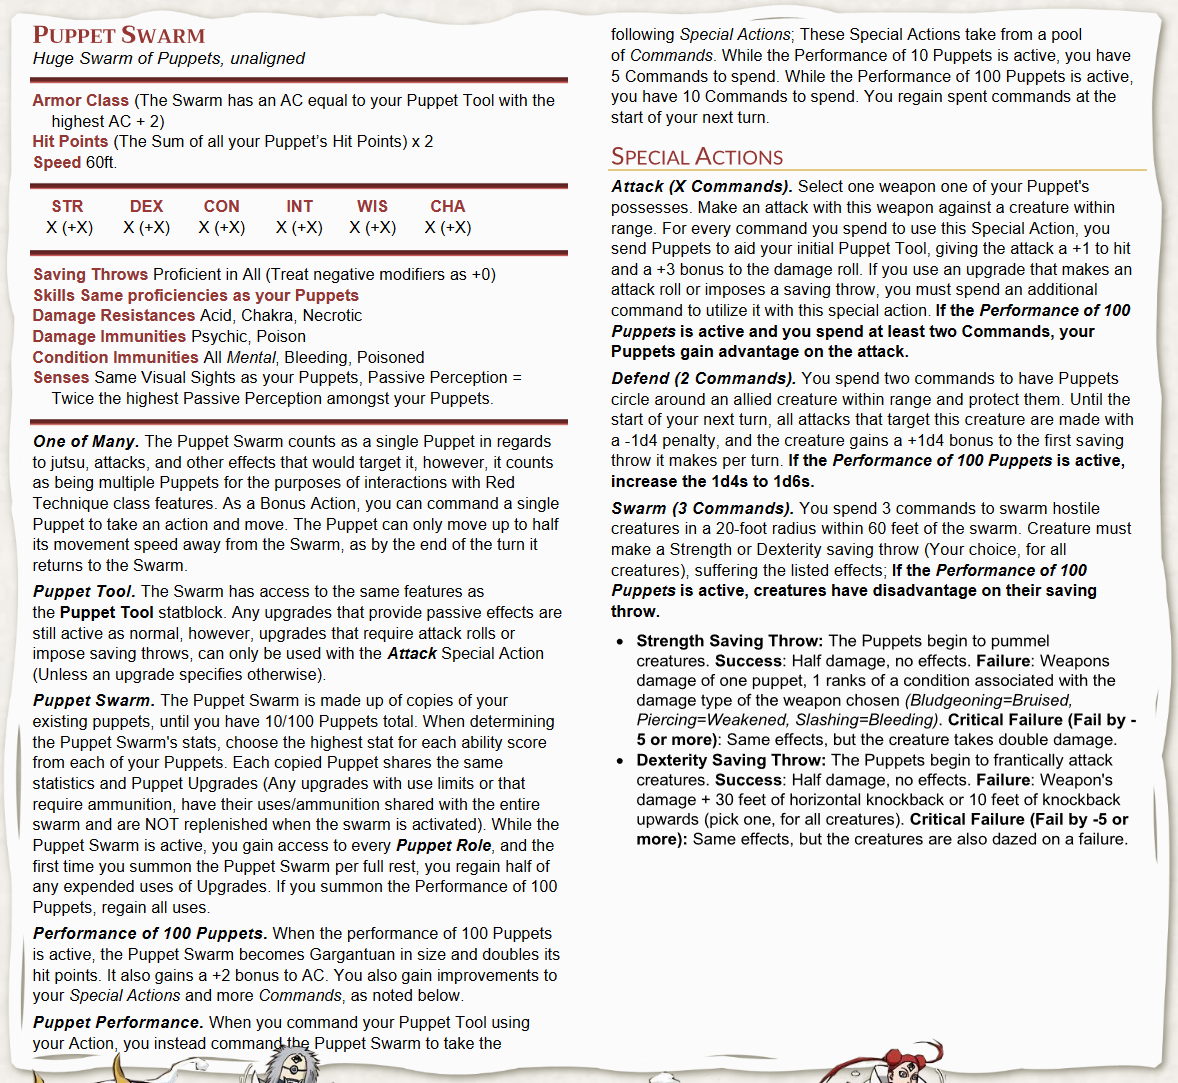 PUPPET SWARM
Huge Swarm of Puppets, unaligned
Armor Class (The Swarm has an AC equal to your Puppet Tool with the
highest AC + 2)
Hit Points (The Sum of all your Puppet's Hit Points) x 2
Speed 60ft.
STR DEX CON INT WIS CHA
X (+X) X (+X) X (+X) X (+X) X (+X) X (+X)
Saving Throws Proficient in All (Treat negative modifiers as +0)
Skills Same proficiencies as your Puppets
Damage Resistances Acid, Chakra, Necrotic
Damage Immunities Psychic, Poison
Condition Immunities All Mental, Bleeding, Poisoned
Senses Same Visual Sights as your Puppets, Passive Perception =
Twice the highest Passive Perception amongst your Puppets.
One of Many. The Puppet Swarm counts as a single Puppet in regards
to jutsu, attacks, and other effects that would target it, however, it counts
as being multiple Puppets for the purposes of interactions with Red
Technique class features. As a Bonus Action, you can command a single
Puppet to take an action and move. The Puppet can only move up to half
its movement speed away from the Swarm, as by the end of the turn it
returns to the Swarm.
Puppet Tool. The Swarm has access to the same features as
the Puppet Tool statblock. Any upgrades that provide passive effects are
still active as normal, however, upgrades that require attack rolls or
impose saving throws, can only be used with the Attack Special Action
(Unless an upgrade specifies otherwise).
Puppet Swarm. The Puppet Swarm is made up of copies of your
existing puppets, until you have 10/100 Puppets total. When determining
the Puppet Swarm's stats, choose the highest stat for each ability score
from each of your Puppets. Each copied Puppet shares the same
statistics and Puppet Upgrades (Any upgrades with use limits or that
require ammunition, have their uses/ammunition shared with the entire
swarm and are NOT replenished when the swarm is activated). While the
Puppet Swarm is active, you gain access to every Puppet Role, and the
first time you summon the Puppet Swarm per full rest, you regain half of
any expended uses of Upgrades. If you summon the Performance of 100
Puppets, regain all uses.
Performance of 100 Puppets. When the performance of 100 Puppets
is active, the Puppet Swarm becomes Gargantuan in size and doubles its
hit points. It also gains a +2 bonus to AC. You also gain improvements to
your Special Actions and more Commands, as noted below.
Puppet Performance. When you command your Puppet Tool using
your Action, you instead command the Puppet Swarm to take the
following Special Actions; These Special Actions take from a pool
of Commands. While the Performance of 10 Puppets is active, you have
5 Commands to spend. While the Performance of 100 Puppets is active,
you have 10 Commands to spend. You regain spent commands at the
start of your next turn.
SPECIAL ACTIONS
Attack (X Commands). Select one weapon one of your Puppet's
possesses. Make an attack with this weapon against a creature within
range. For every command you spend to use this Special Action, you
send Puppets to aid your initial Puppet Tool, giving the attack a +1 to hit
and a +3 bonus to the damage roll. If you use an upgrade that makes an
attack roll or imposes a saving throw, you must spend an additional
command to utilize it with this special action. If the Performance of 100
Puppets is active and you spend at least two Commands, your
Puppets gain advantage on the attack.
Defend (2 Commands). You spend two commands to have Puppets
circle around an allied creature within range and protect them. Until the
start of your next turn, all attacks that target this creature are made with
a -1d4 penalty, and the creature gains a +1d4 bonus to the first saving
throw it makes per turn. If the Performance of 100 Puppets is active,
increase the 1d4s to 1d6s.
Swarm (3 Commands). You spend 3 commands to swarm hostile
creatures in a 20-foot radius within 60 feet of the swarm. Creature must
make a Strength or Dexterity saving throw (Your choice, for all
creatures), suffering the listed effects; If the Performance of 100
Puppets is active, creatures have disadvantage on their saving
throw.
• Strength Saving Throw: The Puppets begin to pummel
creatures. Success: Half damage, no effects. Failure: Weapons
damage of one puppet, 1 ranks of a condition associated with the
damage type of the weapon chosen (Bludgeoning=Bruised,
Piercing=Weakened, Slashing=Bleeding). Critical Failure (Fail by -
5 or more): Same effects, but the creature takes double damage.
• Dexterity Saving Throw: The Puppets begin to frantically attack
creatures. Success: Half damage, no effects. Failure: Weapon's
damage + 30 feet of horizontal knockback or 10 feet of knockback
upwards (pick one, for all creatures). Critical Failure (Fail by -5 or
more): Same effects, but the creatures are also dazed on a failure.